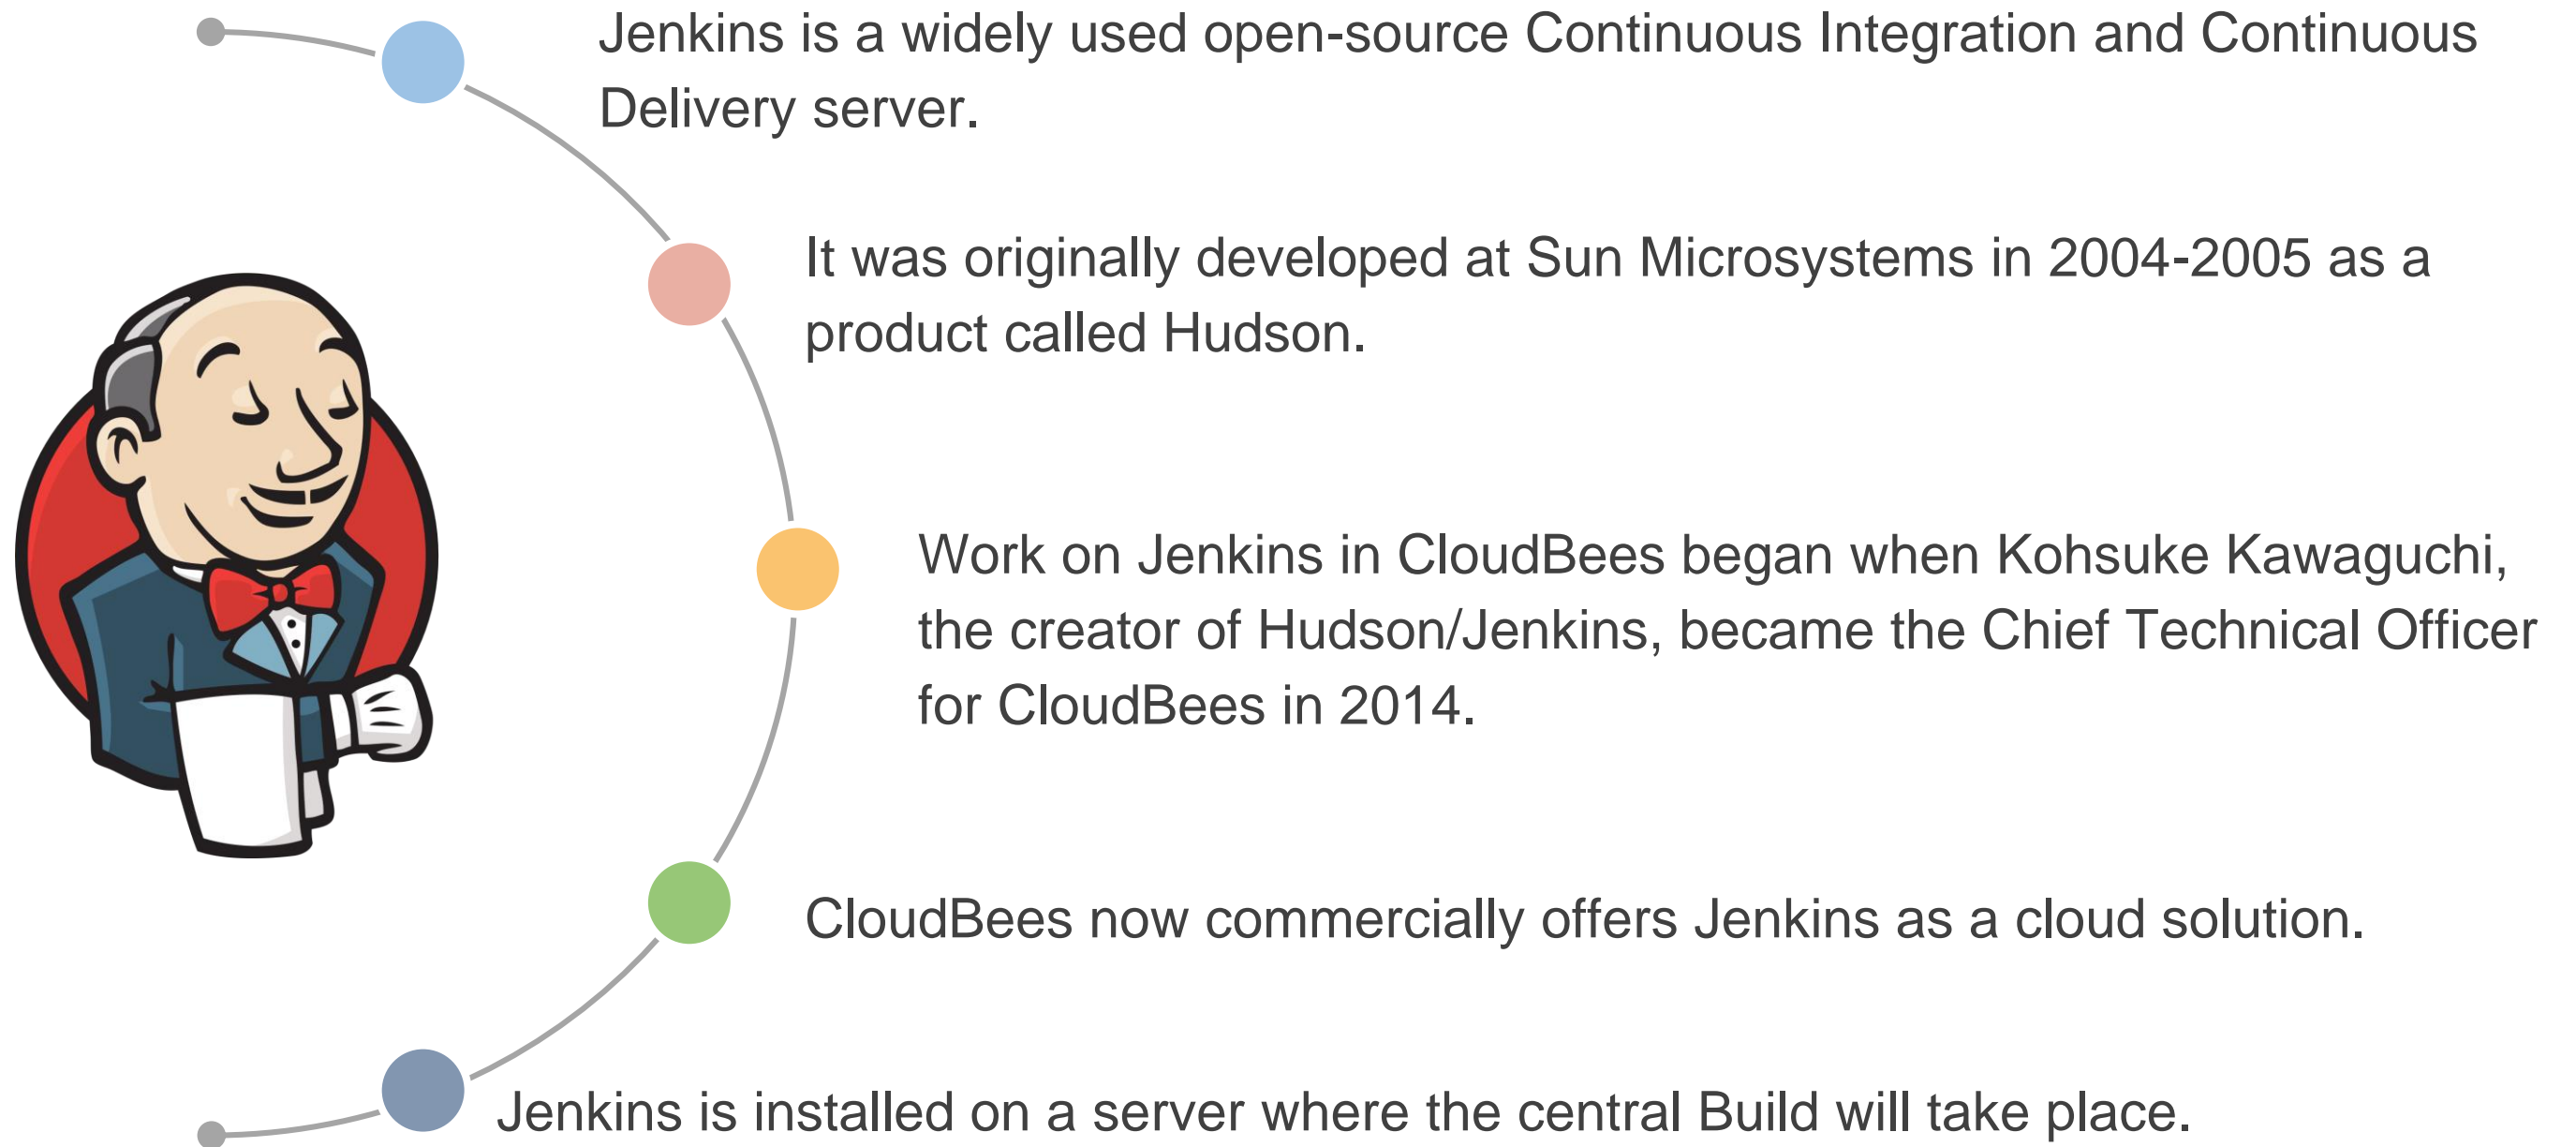 Jenkins is a widely used open-source Continuous Integration and Continuous
Delivery server.
It was originally developed at Sun Microsystems in 2004-2005 as a
product called Hudson.
Work on Jenkins in CloudBees began when Kohsuke Kawaguchi,
the creator of Hudson/Jenkins, became the Chief Technical Officer
for CloudBees in 2014.
CloudBees now commercially offers Jenkins as a cloud solution.
Jenkins is installed on a server where the central Build will take place.